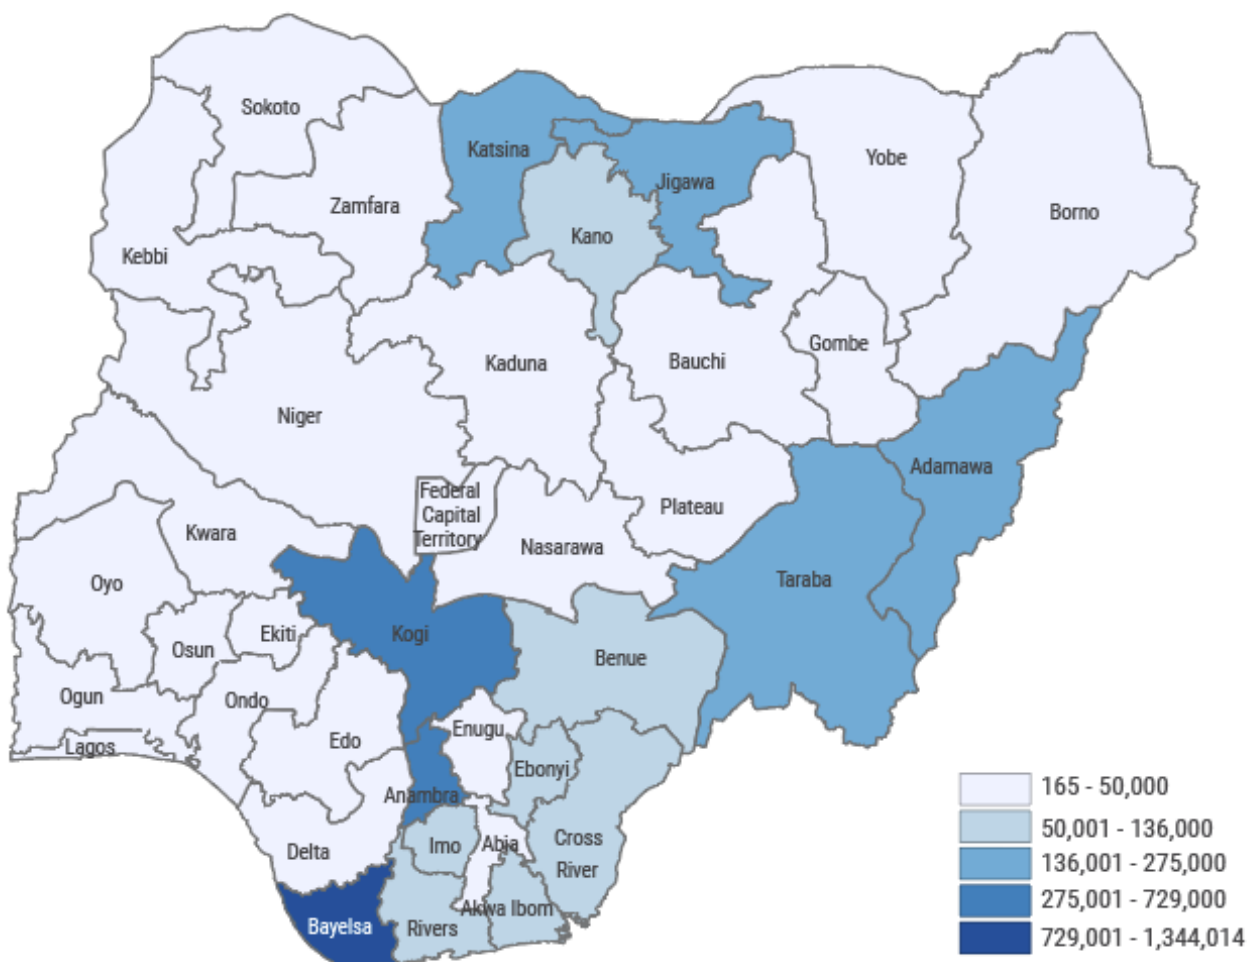 Sokoto
Katsina
Yobe
Jigawa
Zamfara
Borno
Kano
Kebbi
Gombe
Bauchi
Kaduna
Niger
Adamawa
Federal
Capital
Territory
Plateau
Kwara
Nasarawa
Taraba
Oyo
Kogi
Ekiti
Osun
Benue
Ogun
Ondo
Enugu
Edo
Lagos
Ebonyi
Anambra
Cross
River
Imo
Abia
Delta
Akwa Ibom
Bayelsa
Rivers
165 - 50,000
50,001 - 136,000
136,001 - 275,000
275,001 - 729,000
729,001 - 1,344,014